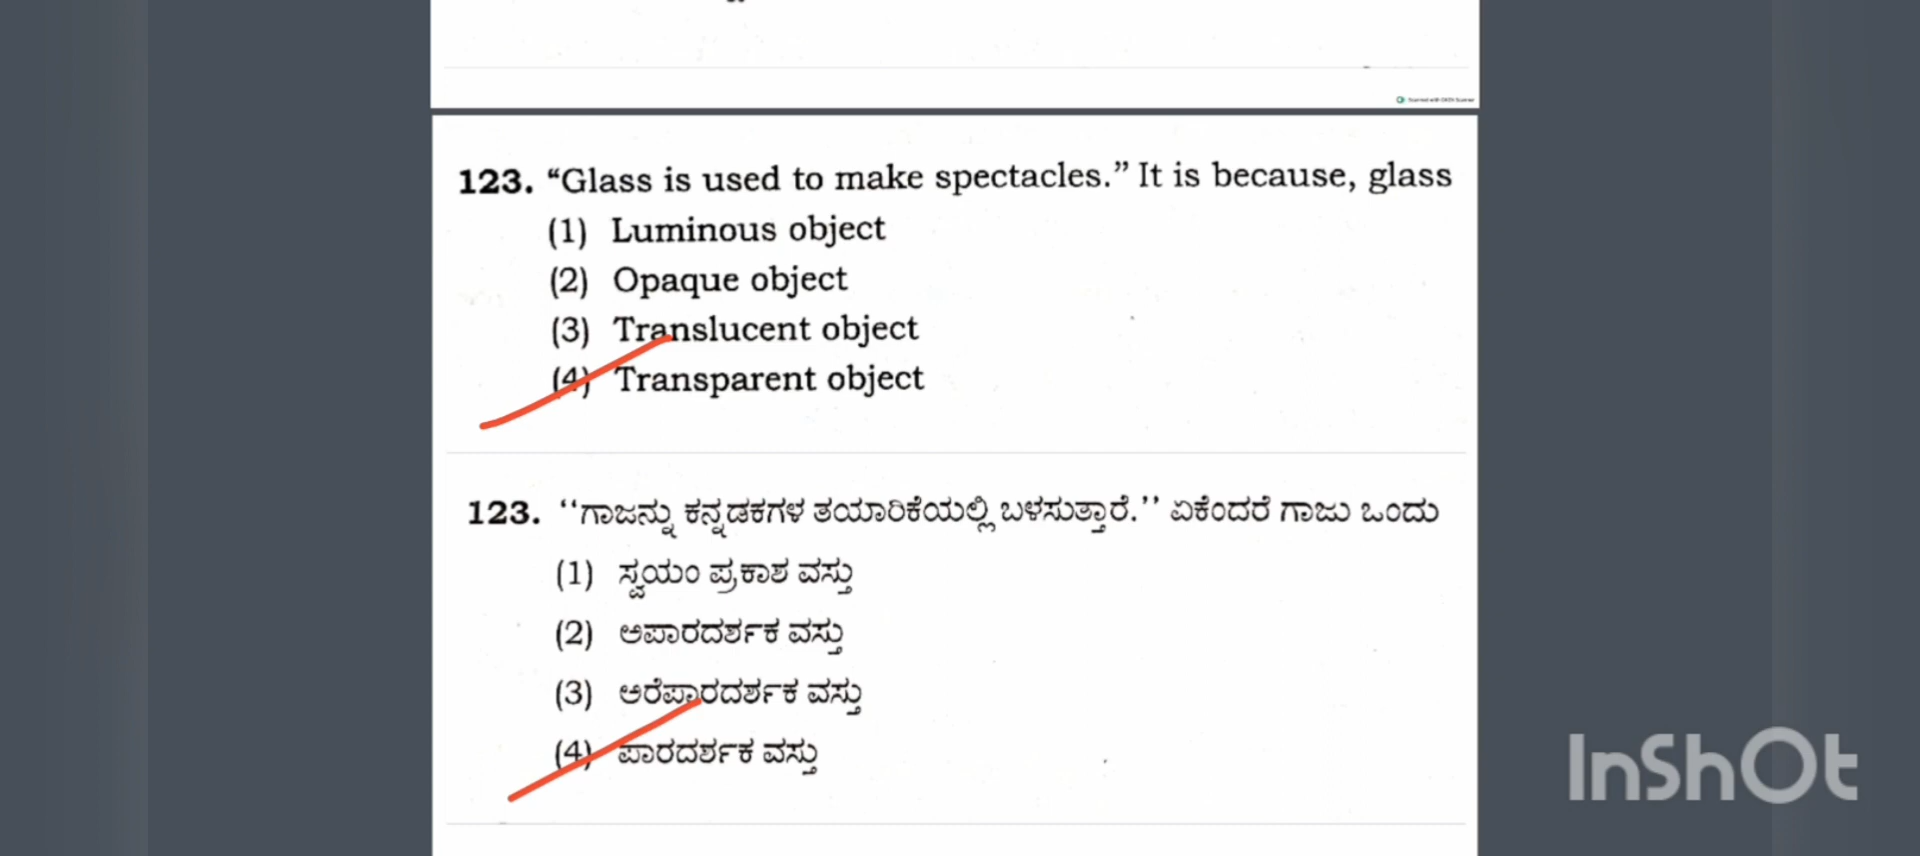 123. “Glass is used to make spectacles.” It is because, glass
(1) Luminous object
(2) Opaque object
(3) Translucent object
(4) Transparent object
123. ‘‘ಗಾಜನ್ನು ಕನ್ನಡಕಗಳ ತಯಾರಿಕೆಯಲ್ಲಿ ಬಳಸುತ್ತಾರೆ.’’ ಏಕೆಂದರೆ ಗಾಜು ಒಂದು
(1) ಸ್ವಯಂ ಪ್ರಕಾಶ ವಸ್ತು
(2) ಅಪಾರದರ್ಶಕ ವಸ್ತು
(3) ಅರೆಪಾರದರ್ಶಕ ವಸ್ತು
(4) ಪಾರದರ್ಶಕ ವಸ್ತು
InShOt